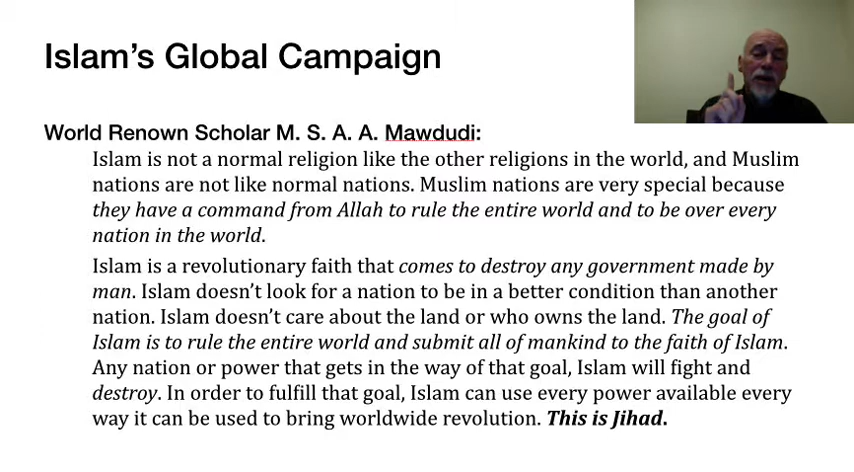 Islam's Global Campaign
World Renown Scholar M. S. A. A. Mawdudi:
Islam is not a normal religion like the other religions in the world, and Muslim
nations are not like normal nations. Muslim nations are very special because
they have a command from Allah to rule the entire world and to be over every
nation in the world.
Islam is a revolutionary faith that comes to destroy any government made by
man. Islam doesn't look for a nation to be in a better condition than another
nation. Islam doesn't care about the land or who owns the land. The goal of
Islam is to rule the entire world and submit all of mankind to the faith of Islam.
Any nation or power that gets in the way of that goal, Islam will fight and
destroy. In order to fulfill that goal, Islam can use every power available every
way it can be used to bring worldwide revolution. This is Jihad.